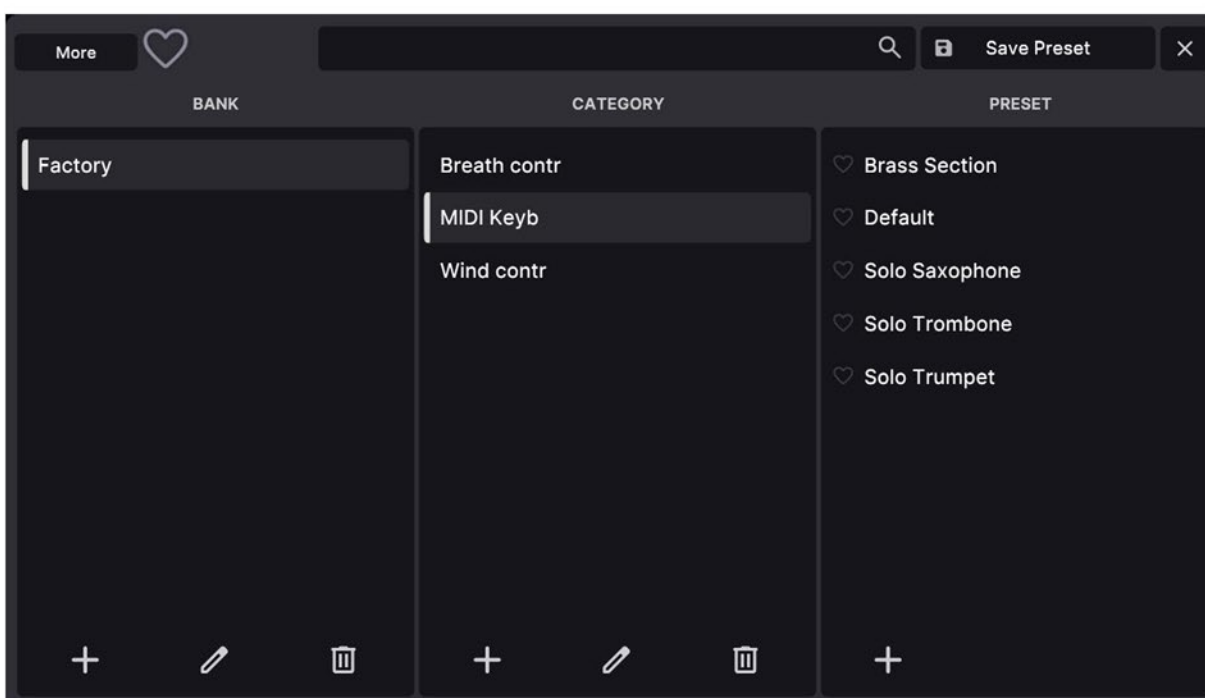 More
Save Preset
BANK
CATEGORY
PRESET
Factory
Breath contr
MIDI Keyb
Wind contr
Brass Section
Default
Solo Saxophone
Solo Trombone
Solo Trumpet